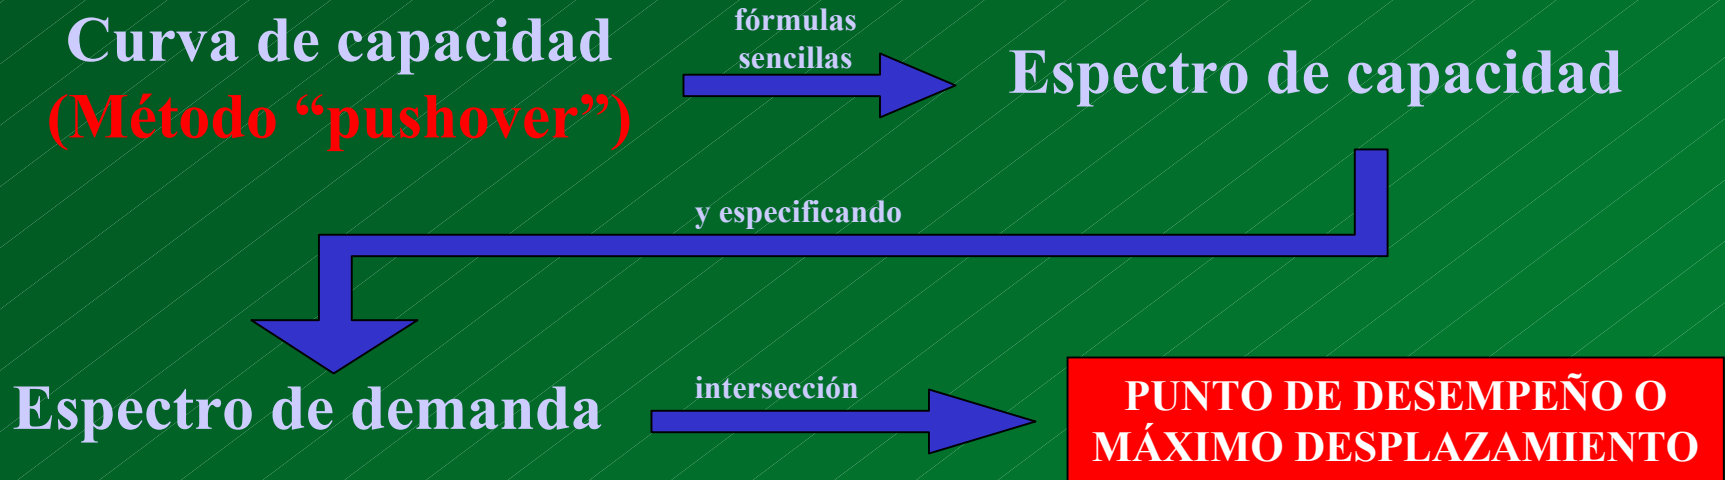 Curva de capacidad
(Método “pushover”)
fórmulas
sencillas
Espectro de capacidad
y especificando
Espectro de demanda
intersección
PUNTO DE DESEMPEÑO O
MÁXIMO DESPLAZAMIENTO